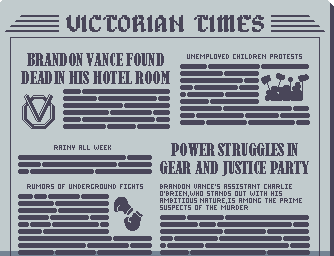 VICTORIAN TIMES
BRANDON VANCE FOUND
DEAD IN HIS HOTEL ROOM
UNEMPLOYED CHILDREN PROTESTS
V
RAINY ALL WEEK
POWER STRUGGLES IN
GEAR AND JUSTICE PARTY
RUMORS OF UNDERGROUND FIGHTS
BRANDON VANCE'S ASSISTANT CHARLIE
O'BRIEN,WHO STANDS OUT WITH HIS
AMBITIOUS NATURE,IS AMONG THE PRIME
SUSPECTS OF THE MURDER